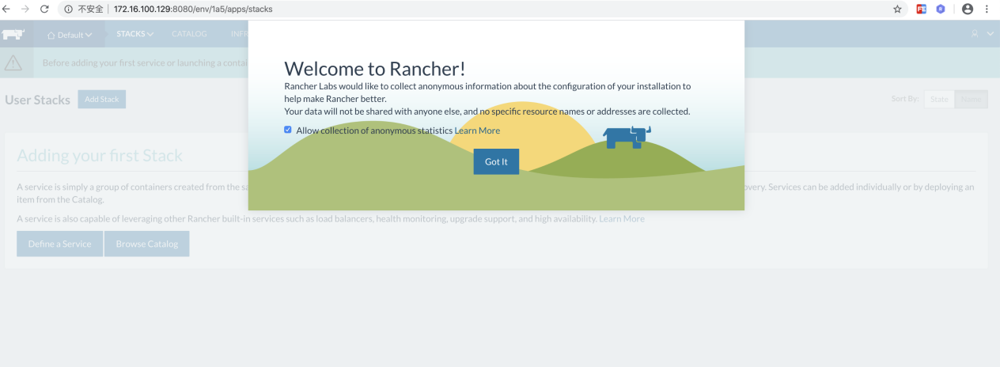 不安全 172.16.100.129:8080/env/1a5/apps/stacks
Default STACKS CATALOG INFR
Before adding your first service or launching a contai
User Stacks Add Stack Sort By: State Name
Welcome to Rancher!
Rancher Labs would like to collect anonymous information about the configuration of your installation to
help make Rancher better.
Your data will not be shared with anyone else, and no specific resource names or addresses are collected.
Allow collection of anonymous statistics Learn More
Got It
Adding your first Stack
A service is simply a group of containers created from the sa overy. Services can be added individually or by deploying an
item from the Catalog.
A service is also capable of leveraging other Rancher built-in services such as load balancers, health monitoring, upgrade support, and high availability. Learn More
Define a Service Browse Catalog